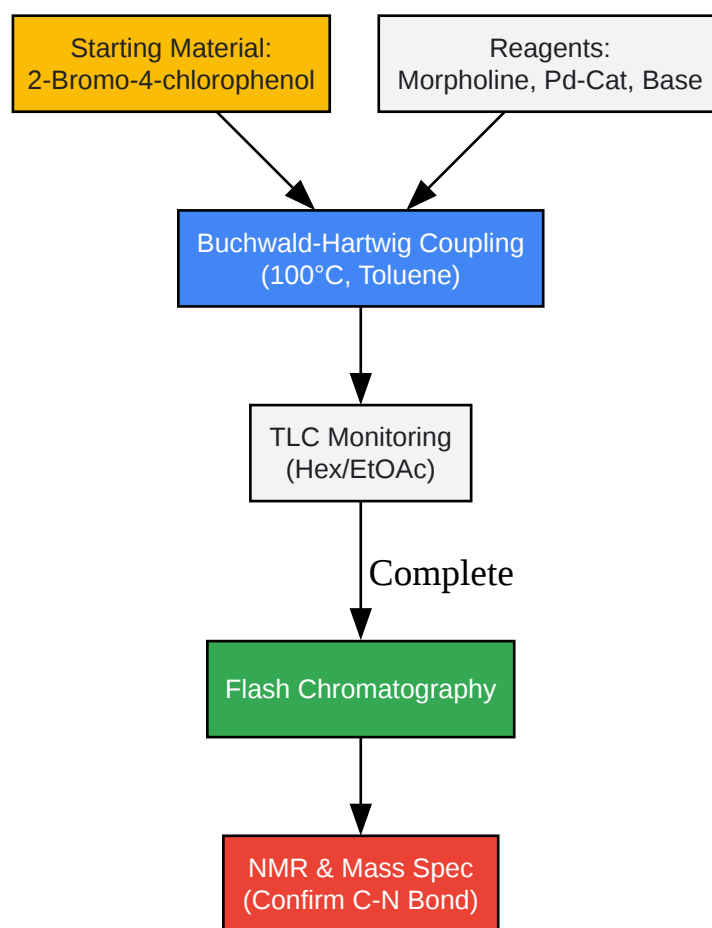 Starting Material:
2-Bromo-4-chlorophenol
Reagents:
Morpholine, Pd-Cat, Base
Buchwald-Hartwig Coupling
(100°C, Toluene)
TLC Monitoring
(Hex/EtOAc)
Complete
Flash Chromatography
NMR & Mass Spec
(Confirm C-N Bond)